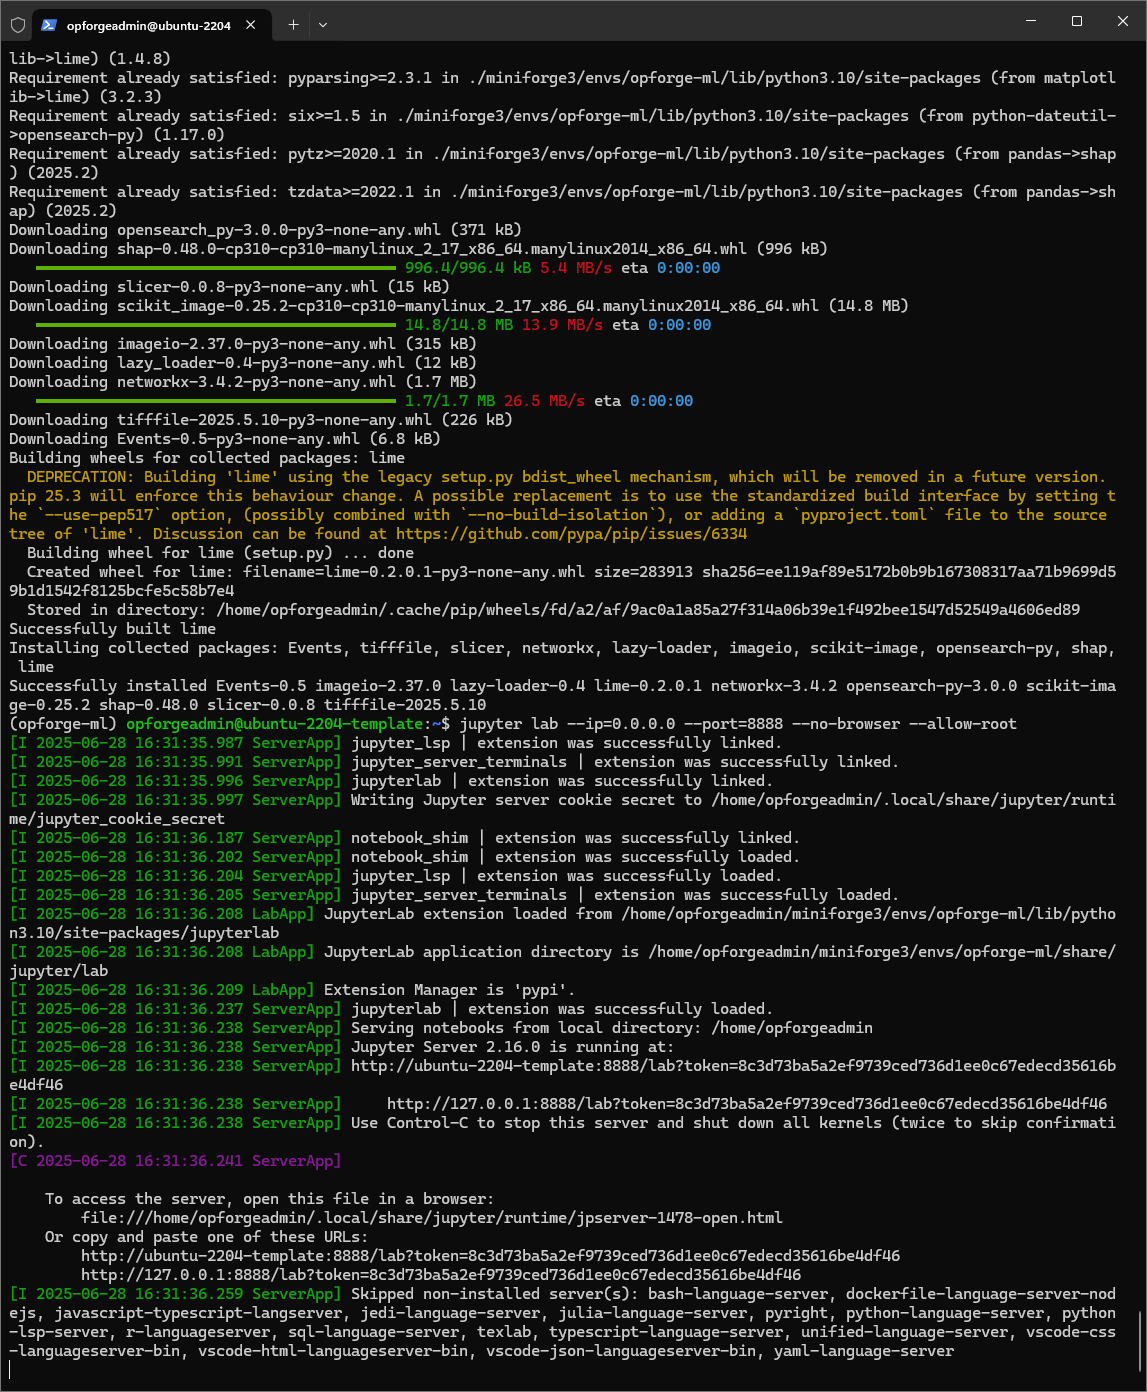 opforgeadmin@ubuntu-2204
lib->lime) (1.4.8)
Requirement already satisfied: pyparsing>=2.3.1 in ./miniforge3/envs/opforge-ml/lib/python3.10/site-packages (from matplotl
ib->lime) (3.2.3)
Requirement already satisfied: six>=1.5 in ./miniforge3/envs/opforge-ml/lib/python3.10/site-packages (from python-dateutil-
>opensearch-py) (1.17.0)
Requirement already satisfied: pytz>=2020.1 in ./miniforge3/envs/opforge-ml/lib/python3.10/site-packages (from pandas->shap
) (2025.2)
Requirement already satisfied: tzdata>=2022.1 in ./miniforge3/envs/opforge-ml/lib/python3.10/site-packages (from pandas->sh
ap) (2025.2)
Downloading opensearch_py-3.0.0-py3-none-any.whl (371 kB)
Downloading shap-0.48.0-cp310-cp310-manylinux_2_17_x86_64.manylinux2014_x86_64.whl (996 kB)
996.4/996.4 kB 5.4 MB/s eta 0:00:00
Downloading slicer-0.0.8-py3-none-any.whl (15 kB)
Downloading scikit_image-0.25.2-cp310-cp310-manylinux_2_17_x86_64.manylinux2014_x86_64.whl (14.8 MB)
14.8/14.8 MB 13.9 MB/s eta 0:00:00
Downloading imageio-2.37.0-py3-none-any.whl (315 kB)
Downloading lazy_loader-0.4-py3-none-any.whl (12 kB)
Downloading networkx-3.4.2-py3-none-any.whl (1.7 MB)
1.7/1.7 MB 26.5 MB/s eta 0:00:00
Downloading tifffile-2025.5.10-py3-none-any.whl (226 kB)
Downloading Events-0.5-py3-none-any.whl (6.8 kB)
Building wheels for collected packages: lime
DEPRECATION: Building 'lime' using the legacy setup.py bdist_wheel mechanism, which will be removed in a future version.
pip 25.3 will enforce this behaviour change. A possible replacement is to use the standardized build interface by setting t
he `--use-pep517` option, (possibly combined with `--no-build-isolation`), or adding a `pyproject.toml` file to the source
tree of 'lime'. Discussion can be found at https://github.com/pypa/pip/issues/6334
Building wheel for lime (setup.py) ... done
Created wheel for lime: filename=lime-0.2.0.1-py3-none-any.whl size=283913 sha256=ee119af89e5172b0b9b167308317aa71b9699d5
9b1d1542f8125bcfe5c58b7e4
Stored in directory: /home/opforgeadmin/.cache/pip/wheels/fd/a2/af/9ac0a1a85a27f314a06b39e1f492bee1547d52549a4606ed89
Successfully built lime
Installing collected packages: Events, tifffile, slicer, networkx, lazy-loader, imageio, scikit-image, opensearch-py, shap,
lime
Successfully installed Events-0.5 imageio-2.37.0 lazy-loader-0.4 lime-0.2.0.1 networkx-3.4.2 opensearch-py-3.0.0 scikit-ima
ge-0.25.2 shap-0.48.0 slicer-0.0.8 tifffile-2025.5.10
(opforge-ml) opforgeadmin@ubuntu-2204-template:~$ jupyter lab --ip=0.0.0.0 --port=8888 --no-browser --allow-root
[I 2025-06-28 16:31:35.987 ServerApp] jupyter_lsp | extension was successfully linked.
[I 2025-06-28 16:31:35.991 ServerApp] jupyter_server_terminals | extension was successfully linked.
[I 2025-06-28 16:31:35.996 ServerApp] jupyterlab | extension was successfully linked.
[I 2025-06-28 16:31:35.997 ServerApp] Writing Jupyter server cookie secret to /home/opforgeadmin/.local/share/jupyter/runti
me/jupyter_cookie_secret
[I 2025-06-28 16:31:36.187 ServerApp] notebook_shim | extension was successfully linked.
[I 2025-06-28 16:31:36.202 ServerApp] notebook_shim | extension was successfully loaded.
[I 2025-06-28 16:31:36.204 ServerApp] jupyter_lsp | extension was successfully loaded.
[I 2025-06-28 16:31:36.205 ServerApp] jupyter_server_terminals | extension was successfully loaded.
[I 2025-06-28 16:31:36.208 LabApp] JupyterLab extension loaded from /home/opforgeadmin/miniforge3/envs/opforge-ml/lib/pytho
n3.10/site-packages/jupyterlab
[I 2025-06-28 16:31:36.208 LabApp] JupyterLab application directory is /home/opforgeadmin/miniforge3/envs/opforge-ml/share/
jupyter/lab
[I 2025-06-28 16:31:36.209 LabApp] Extension Manager is 'pypi'.
[I 2025-06-28 16:31:36.237 ServerApp] jupyterlab | extension was successfully loaded.
[I 2025-06-28 16:31:36.238 ServerApp] Serving notebooks from local directory: /home/opforgeadmin
[I 2025-06-28 16:31:36.238 ServerApp] Jupyter Server 2.16.0 is running at:
[I 2025-06-28 16:31:36.238 ServerApp] http://ubuntu-2204-template:8888/lab?token=8c3d73ba5a2ef9739ced736d1ee0c67edecd35616b
e4df46
[I 2025-06-28 16:31:36.238 ServerApp]     http://127.0.0.1:8888/lab?token=8c3d73ba5a2ef9739ced736d1ee0c67edecd35616be4df46
[I 2025-06-28 16:31:36.238 ServerApp] Use Control-C to stop this server and shut down all kernels (twice to skip confirmati
on).
[C 2025-06-28 16:31:36.241 ServerApp]
To access the server, open this file in a browser:
file:///home/opforgeadmin/.local/share/jupyter/runtime/jpserver-1478-open.html
Or copy and paste one of these URLs:
http://ubuntu-2204-template:8888/lab?token=8c3d73ba5a2ef9739ced736d1ee0c67edecd35616be4df46
http://127.0.0.1:8888/lab?token=8c3d73ba5a2ef9739ced736d1ee0c67edecd35616be4df46
[I 2025-06-28 16:31:36.259 ServerApp] Skipped non-installed server(s): bash-language-server, dockerfile-language-server-nod
ejs, javascript-typescript-langserver, jedi-language-server, julia-language-server, pyright, python-language-server, python
-lsp-server, r-languageserver, sql-language-server, texlab, typescript-language-server, unified-language-server, vscode-css
-languageserver-bin, vscode-html-languageserver-bin, vscode-json-languageserver-bin, yaml-language-server